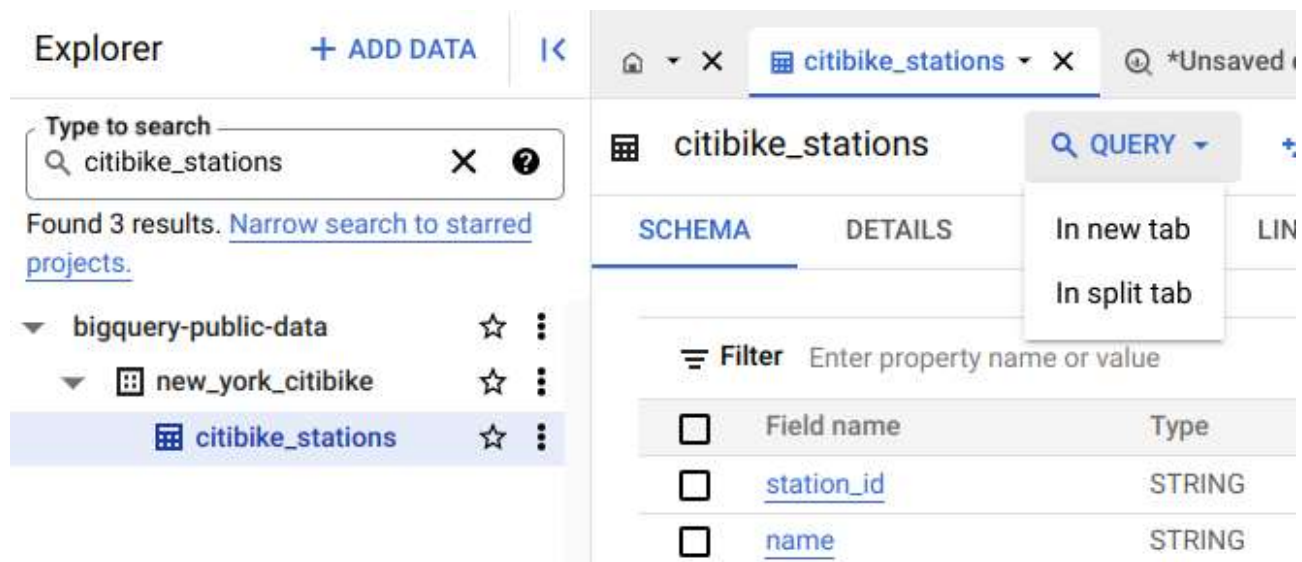 Explorer
+ ADD DATA
citibike_stations
*Unsaved
Type to search
citibike_stations
Found 3 results. Narrow search to starred
projects.
bigquery-public-data
new_york_citibike
citibike_stations
citibike_stations
QUERY
SCHEMA
DETAILS
In new tab
In split tab
LIN
Filter
Enter property name or value
Field name
Type
station_id
STRING
name
STRING